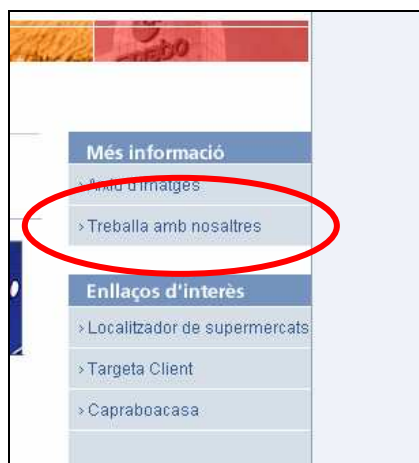 Més informació
› Arxiu d'imatges
› Treballa amb nosaltres
Enllaços d'interès
› Localitzador de supermercats
› Targeta Client
› Capraboacasa